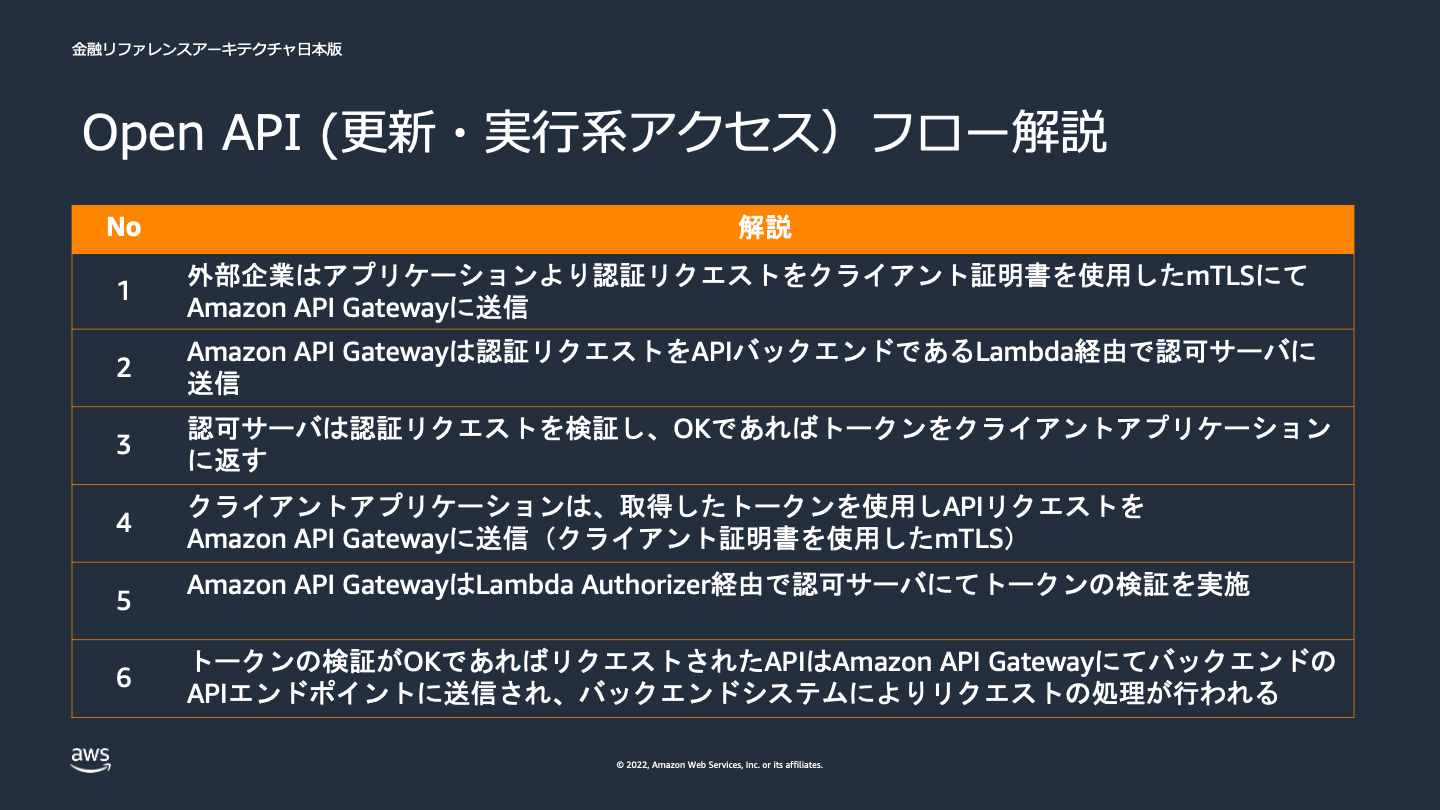 金融リファレンスアーキテクチャ日本版
Open API (更新・実行系アクセス）フロー解説
No
解説
1
外部企業はアプリケーションより認証リクエストをクライアント証明書を使用したmTLSにて
Amazon API Gatewayに送信
2
Amazon API Gatewayは認証リクエストをAPIバックエンドであるLambda経由で認可サーバに
送信
3
認可サーバは認証リクエストを検証し、OKであればトークンをクライアントアプリケーション
に返す
4
クライアントアプリケーションは、取得したトークンを使用しAPIリクエストを
Amazon API Gatewayに送信（クライアント証明書を使用したmTLS）
5
Amazon API GatewayはLambda Authorizer経由で認可サーバにてトークンの検証を実施
6
トークンの検証がOKであればリクエストされたAPIはAmazon API Gatewayにてバックエンドの
APIエンドポイントに送信され、バックエンドシステムによりリクエストの処理が行われる
aws
© 2022, Amazon Web Services, Inc. or its affiliates.